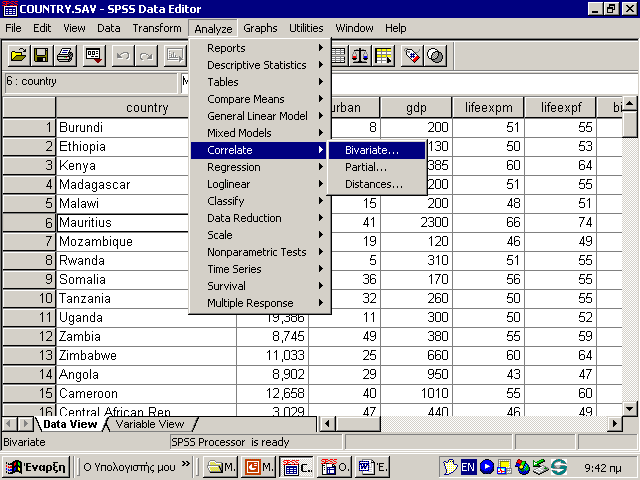 COUNTRY.SAV - SPSS Data Editor
File Edit View Data Transform Analyze Graphs Utilities Window Help
6 : country
country urban gdp lifeexpm lifeexpf
Reports
Descriptive Statistics
Tables
Compare Means
General Linear Model
Mixed Models
Correlate
Regression
Loglinear
Classify
Data Reduction
Scale
Nonparametric Tests
Time Series
Survival
Multiple Response
Bivariate...
Partial...
Distances...
1 Burundi 8 200 51 55
2 Ethiopia 130 50 53
3 Kenya 385 60 64
4 Madagascar 200 51 55
5 Malawi 15 200 48 51
6 Mauritius 41 2300 66 74
7 Mozambique 19 120 46 49
8 Rwanda 5 310 51 55
9 Somalia 36 170 56 55
10 Tanzania 32 260 50 55
11 Uganda 19,386 11 300 50 52
12 Zambia 8,745 49 380 55 59
13 Zimbabwe 11,033 25 660 60 64
14 Angola 8,902 29 950 43 47
15 Cameroon 12,658 40 1010 55 60
16 Central African Rep 3,029 47 440 46 49
Data View Variable View
Bivariate SPSS Processor is ready
Έναρξη Ο Υπολογιστής μου » M. M. C.. O. Έ. EN 9:42 πμ